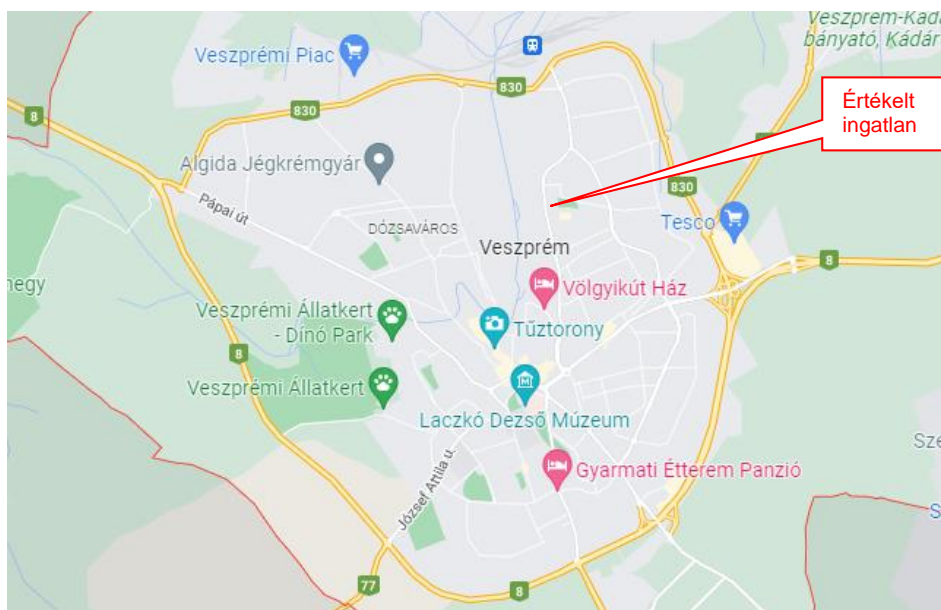 Veszprém-Kádá
bányató, Kádár
Veszprémi Piac
830
830
8
Értékelt
ingatlan
Algida Jégkrémgyár
830
Pápai út
DÓZSAVÁROS
Tesco
Veszprém
8
negy
Völgyikút Ház
Veszprémi Állatkert
- Dínó Park
Tűztorony
8
Veszprémi Állatkert
Laczkó Dezső Múzeum
Sze
Gyarmati Étterem Panzió
József Attila u.
S
77
8